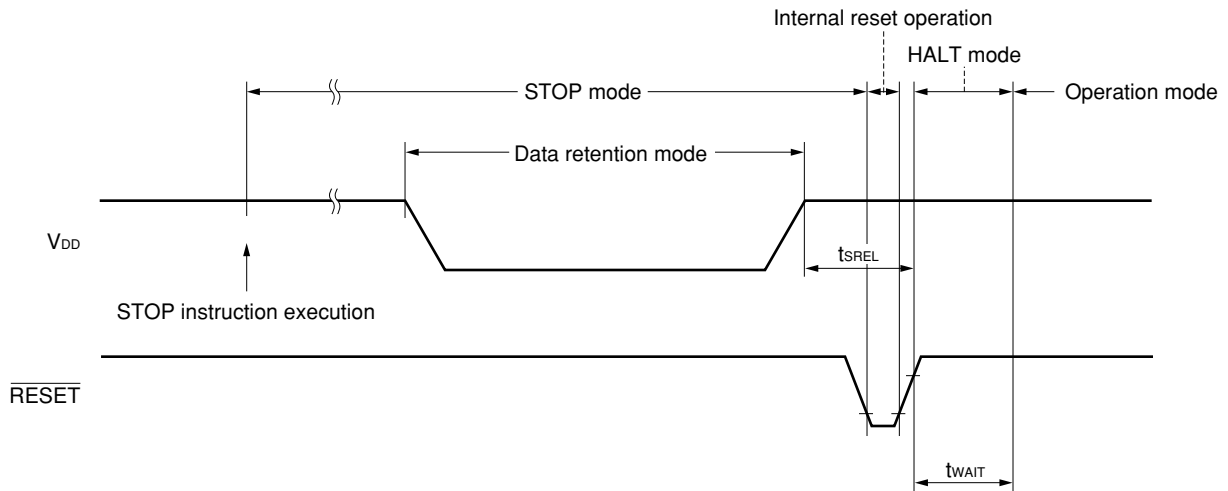 Internal reset operation
HALT mode
STOP mode
Operation mode
Data retention mode
VDD
tSREL
STOP instruction execution
RESET
tWAIT